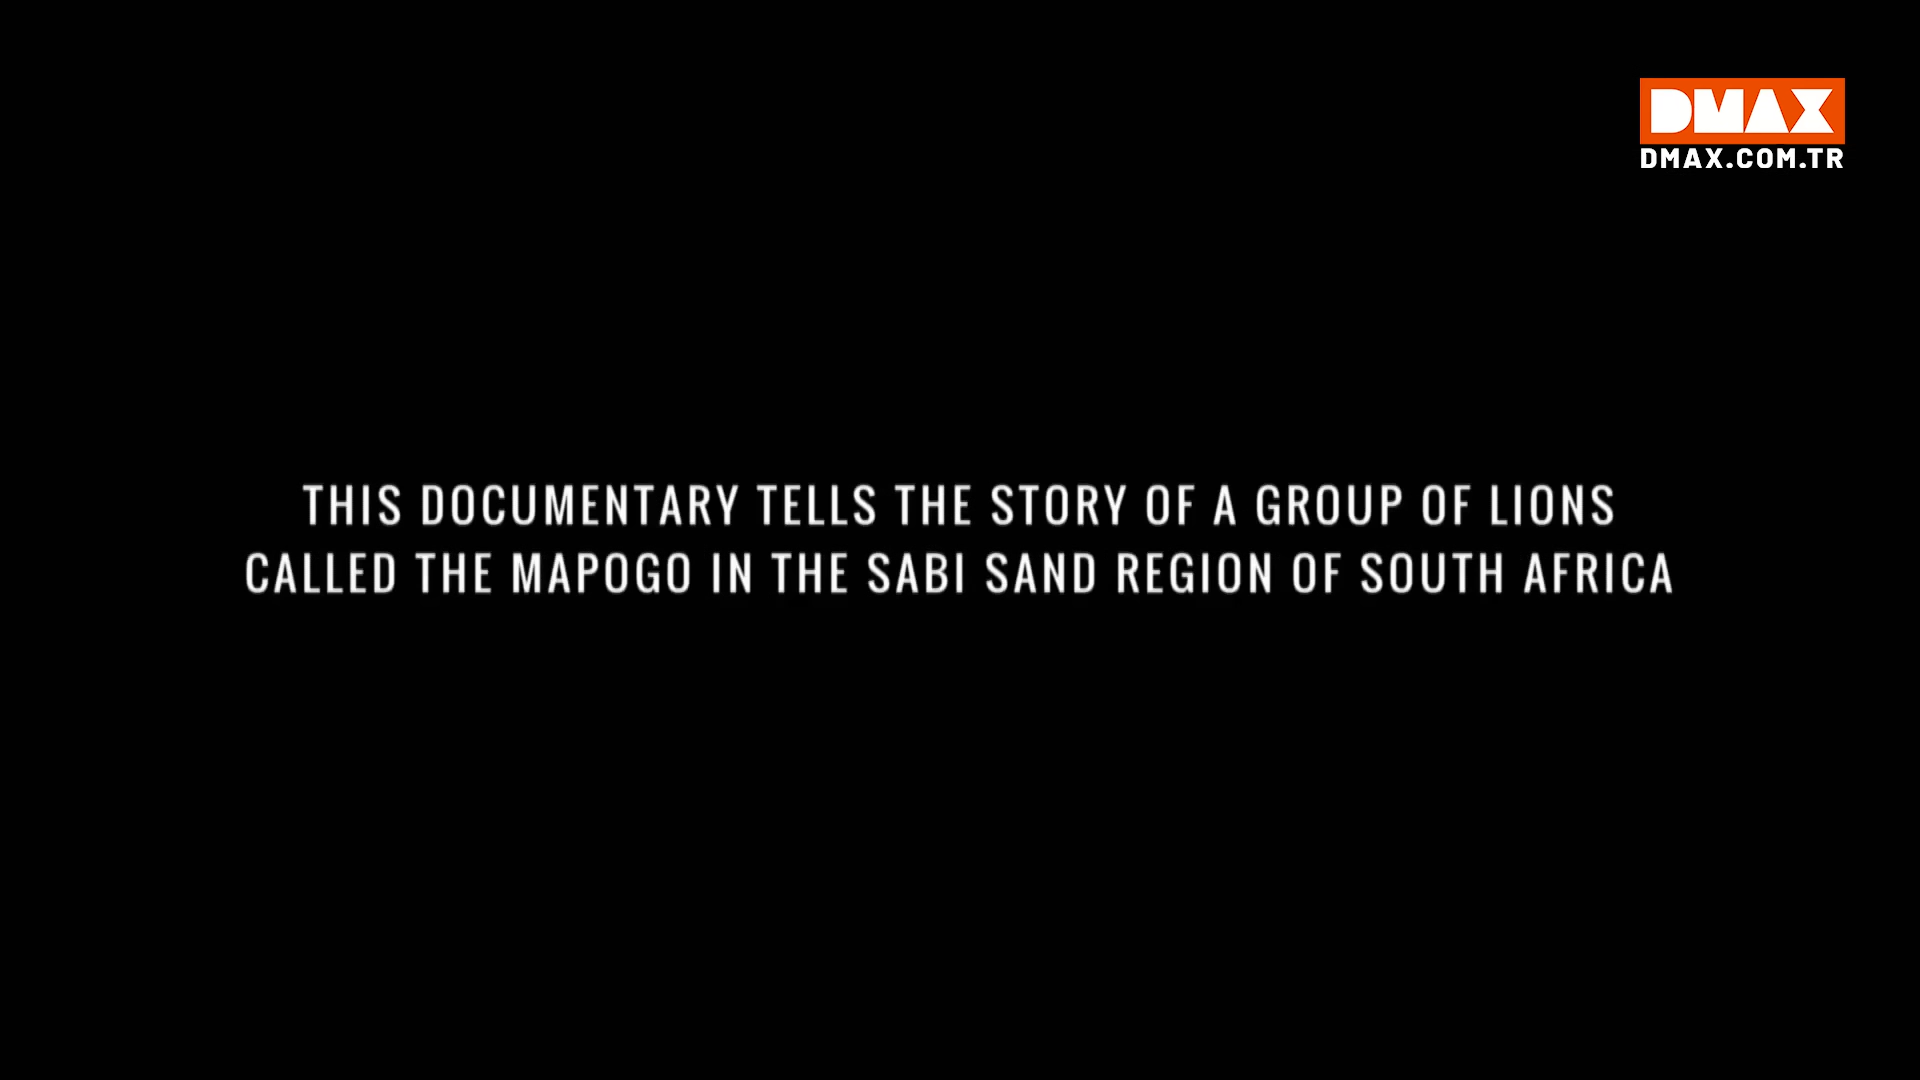 DMAX
DMAX.COM.TR
THIS DOCUMENTARY TELLS THE STORY OF A GROUP OF LIONS
CALLED THE MAPOGO IN THE SABI SAND REGION OF SOUTH AFRICA